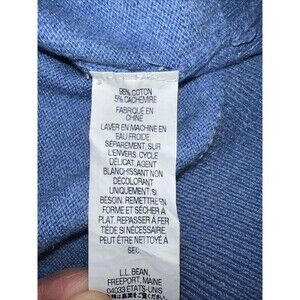 95% COTON
5% CACHEMIRE
FABRIQUÉ EN
CHINE
LAVER EN MACHINE EN
EAU FROIDE,
SÉPARÉMENT, SUR
L'ENVERS. CYCLE
DÉLICAT. AGENT
BLANCHISSANT NON
DÉCOLORANT
UNIQUEMENT SI
BESOIN. REMETTRE EN
FORME ET SÉCHER À
PLAT. REPASSER À FER
TIÈDE SI NÉCESSAIRE.
PEUT ÊTRE NETTOYÉ À
SEC.
L.L. BEAN,
FREEPORT, MAINE
04033 ÉTATS-UNIS